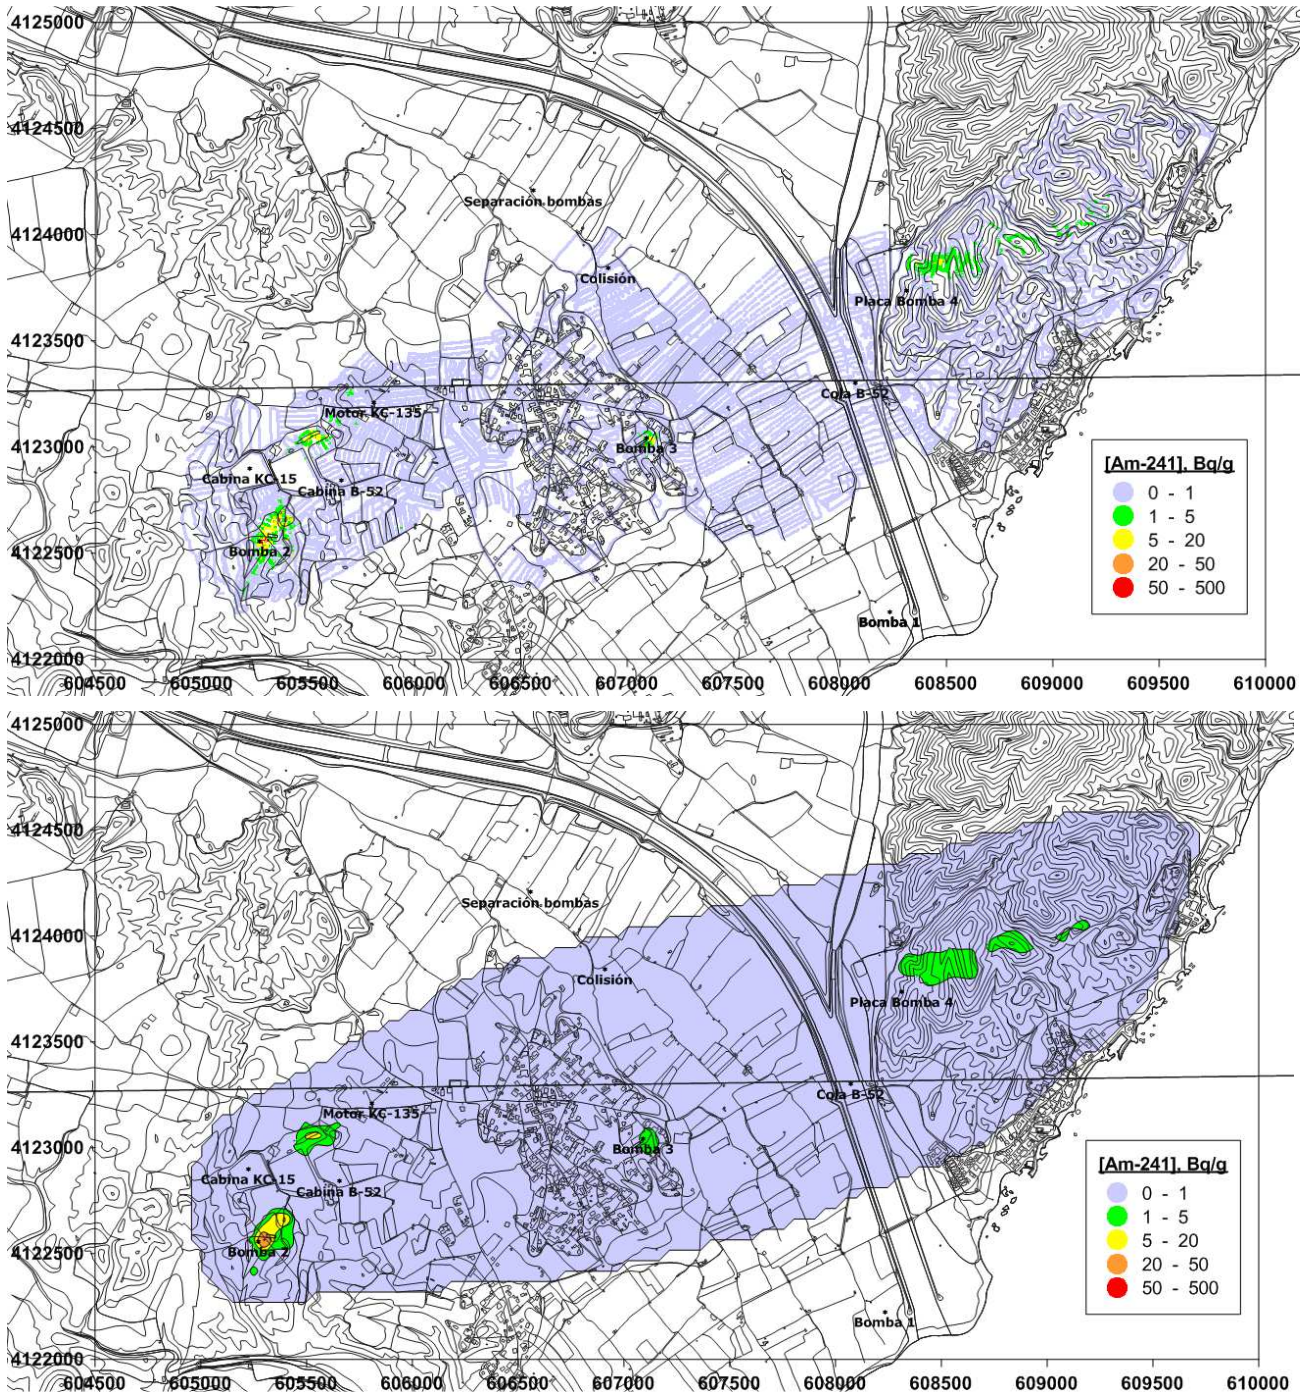 4125000
4124500
Separación bombas
4124000
Colisión
Placa Bomba 4
4123500
Cola B-52
Motor KC-135
4123000
Bomba 3
Cabina KC-15
Cabina B-52
[Am-241], Bq/g
0 - 1
1 - 5
5 - 20
20 - 50
50 - 500
4122500
Bomba 2
Bomba 1
4122000
604500 605000 605500 606000 606500 607000 607500 608000 608500 609000 609500 610000
4125000
4124500
Separación bombas
4124000
Colisión
Placa Bomba 4
4123500
Cola B-52
Motor KC-135
4123000
Bomba 3
Cabina KC-15
Cabina B-52
[Am-241], Bq/g
0 - 1
1 - 5
5 - 20
20 - 50
50 - 500
4122500
Bomba 2
Bomba 1
4122000
604500 605000 605500 606000 606500 607000 607500 608000 608500 609000 609500 610000